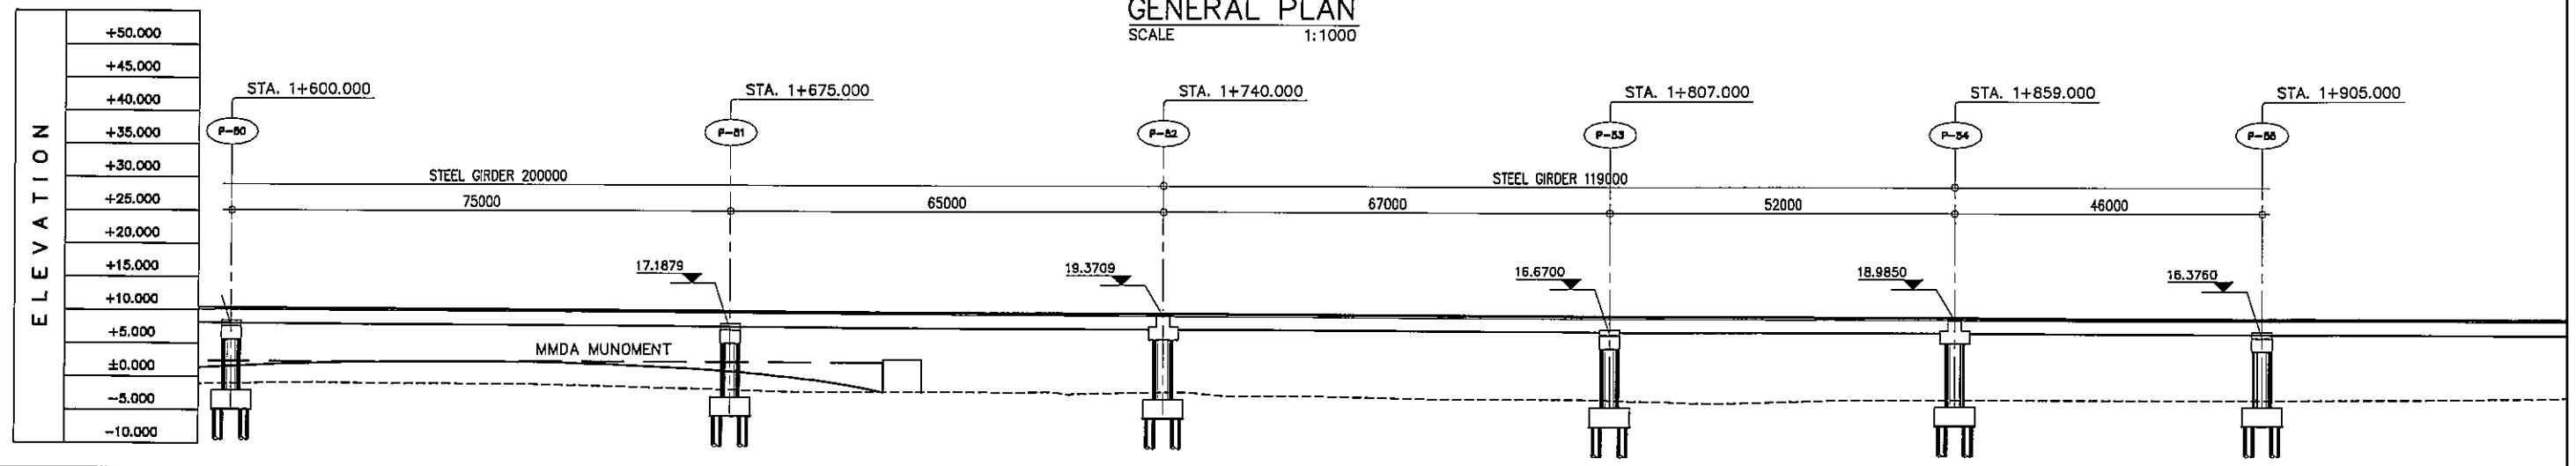 GENERAL PLAN
SCALE 1:1000
ELEVATION
+50.000
+45.000
+40.000
+35.000
+30.000
+25.000
+20.000
+15.000
+10.000
+5.000
±0.000
-5.000
-10.000
STA. 1+600.000
STA. 1+675.000
STA. 1+740.000
STA. 1+807.000
STA. 1+859.000
STA. 1+905.000
P-81
P-82
P-53
P-54
STEEL GIRDER 200000
STEEL GIRDER 119000
75000
65000
67000
52000
46000
17.1879
19.3709
16.6700
18.9850
16.3760
MMDA MUNOMENT